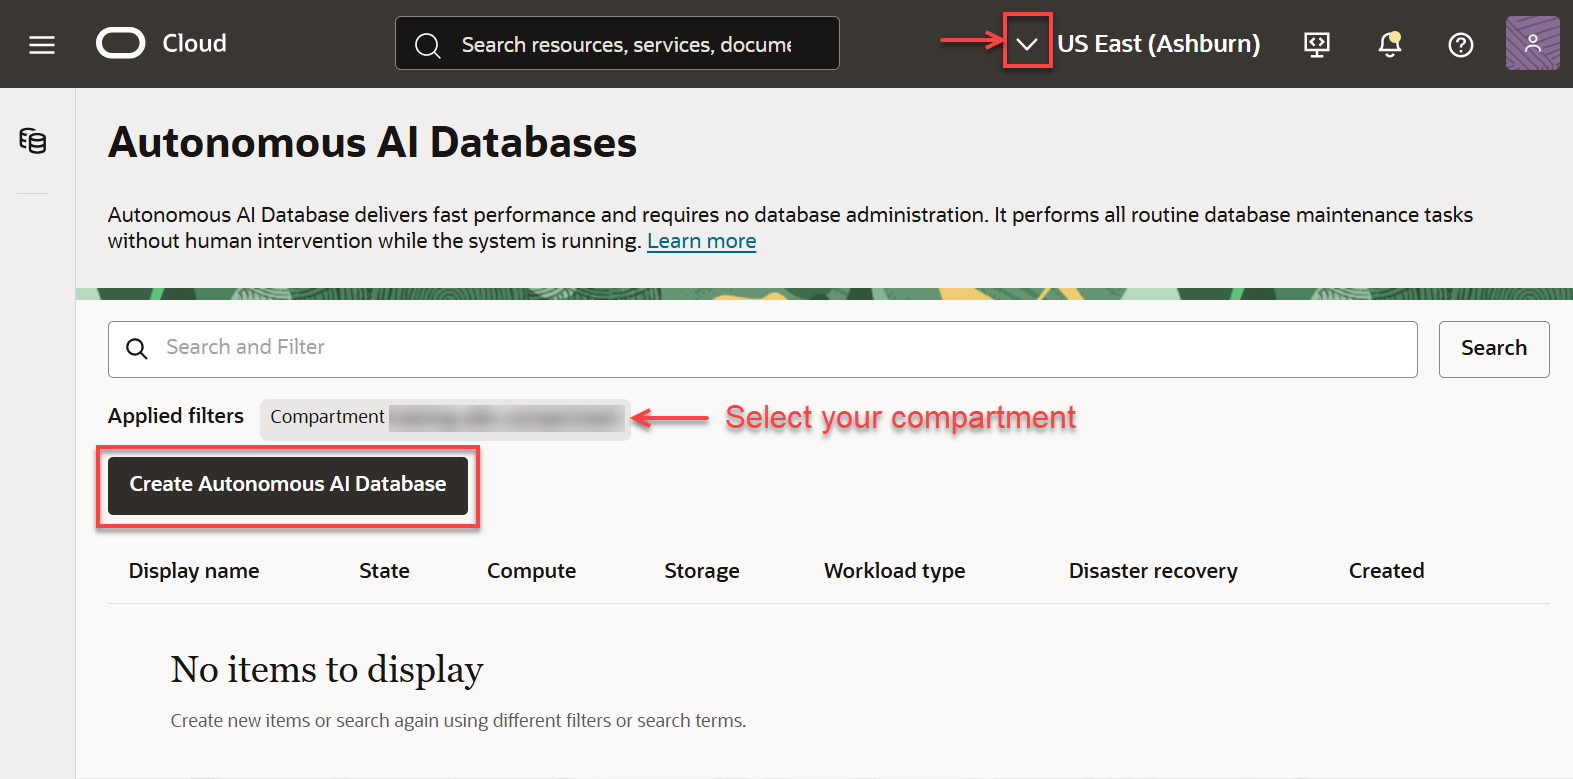 Cloud
Search resources, services, docume
US East (Ashburn)
Autonomous AI Databases
Autonomous AI Database delivers fast performance and requires no database administration. It performs all routine database maintenance tasks
without human intervention while the system is running. Learn more
Search and Filter
Search
Applied filters
Compartment
Select your compartment
Create Autonomous AI Database
Display name State Compute Storage Workload type Disaster recovery Created
No items to display
Create new items or search again using different filters or search terms.